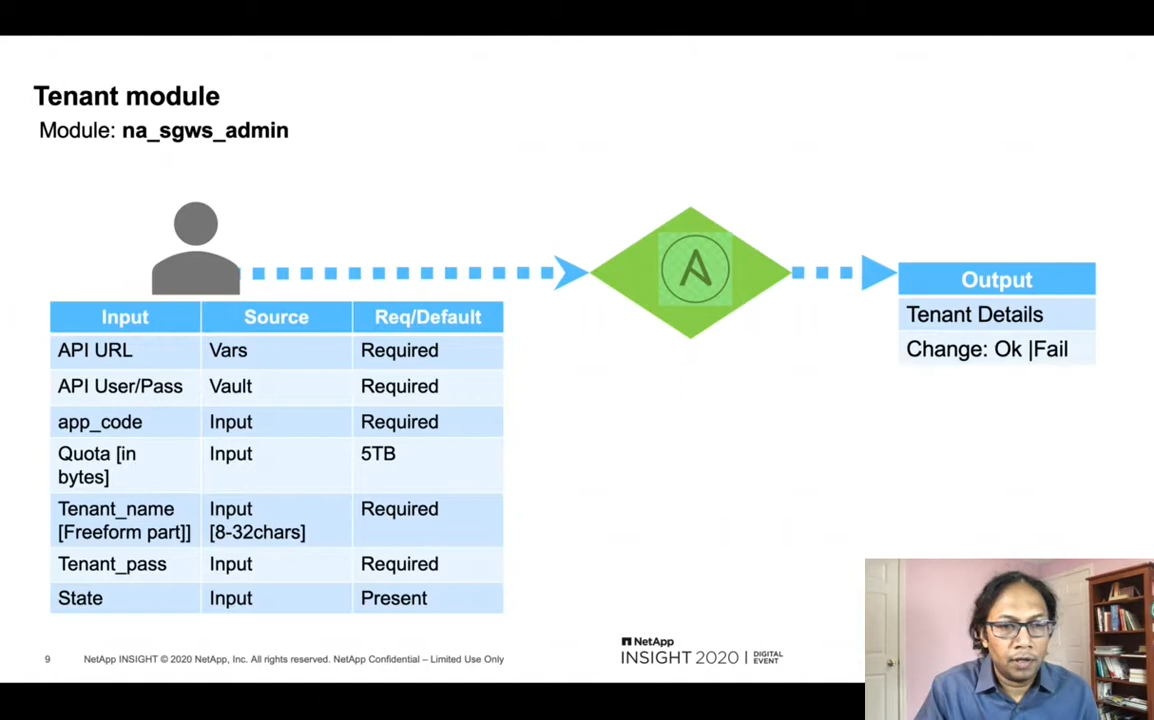 Tenant module
Module: na_sgws_admin
Input Source Req/Default
API URL Vars Required
API User/Pass Vault Required
app_code Input Required
Quota [in Input 5TB
bytes]
Tenant_name Input Required
[Freeform part]] [8-32chars]
Tenant_pass Input Required
State Input Present
Output
Tenant Details
Change: Ok |Fail
9 NetApp INSIGHT © 2020 NetApp, Inc. All rights reserved. NetApp Confidential – Limited Use Only
NetApp
INSIGHT 2020 | DIGITAL
EVENT